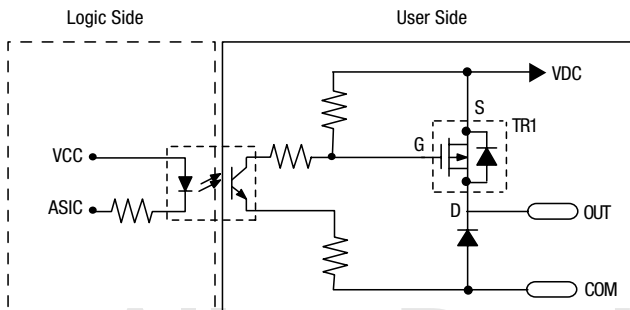 Logic Side
User Side
VDC
S
TR1
G
VCC
ASIC
D
OUT
COM